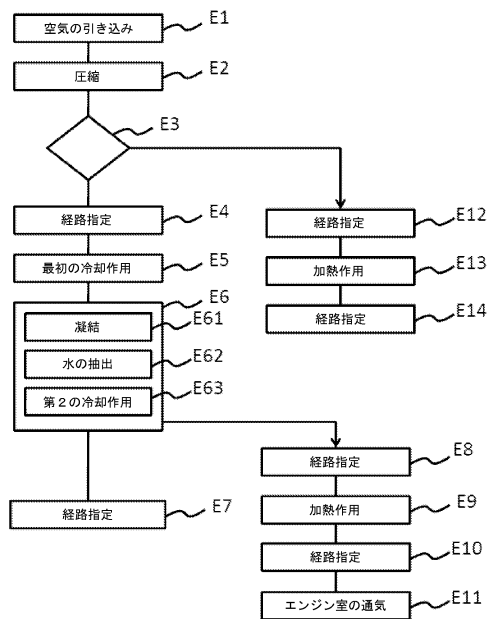 空気の引き込み E1
圧縮 E2
E3
経路指定 E4
経路指定 E12
最初の冷却作用 E5
加熱作用 E13
E6
経路指定 E14
凝結 E61
水の抽出 E62
第2の冷却作用 E63
経路指定 E8
経路指定 E7
加熱作用 E9
経路指定 E10
エンジン室の通気 E11